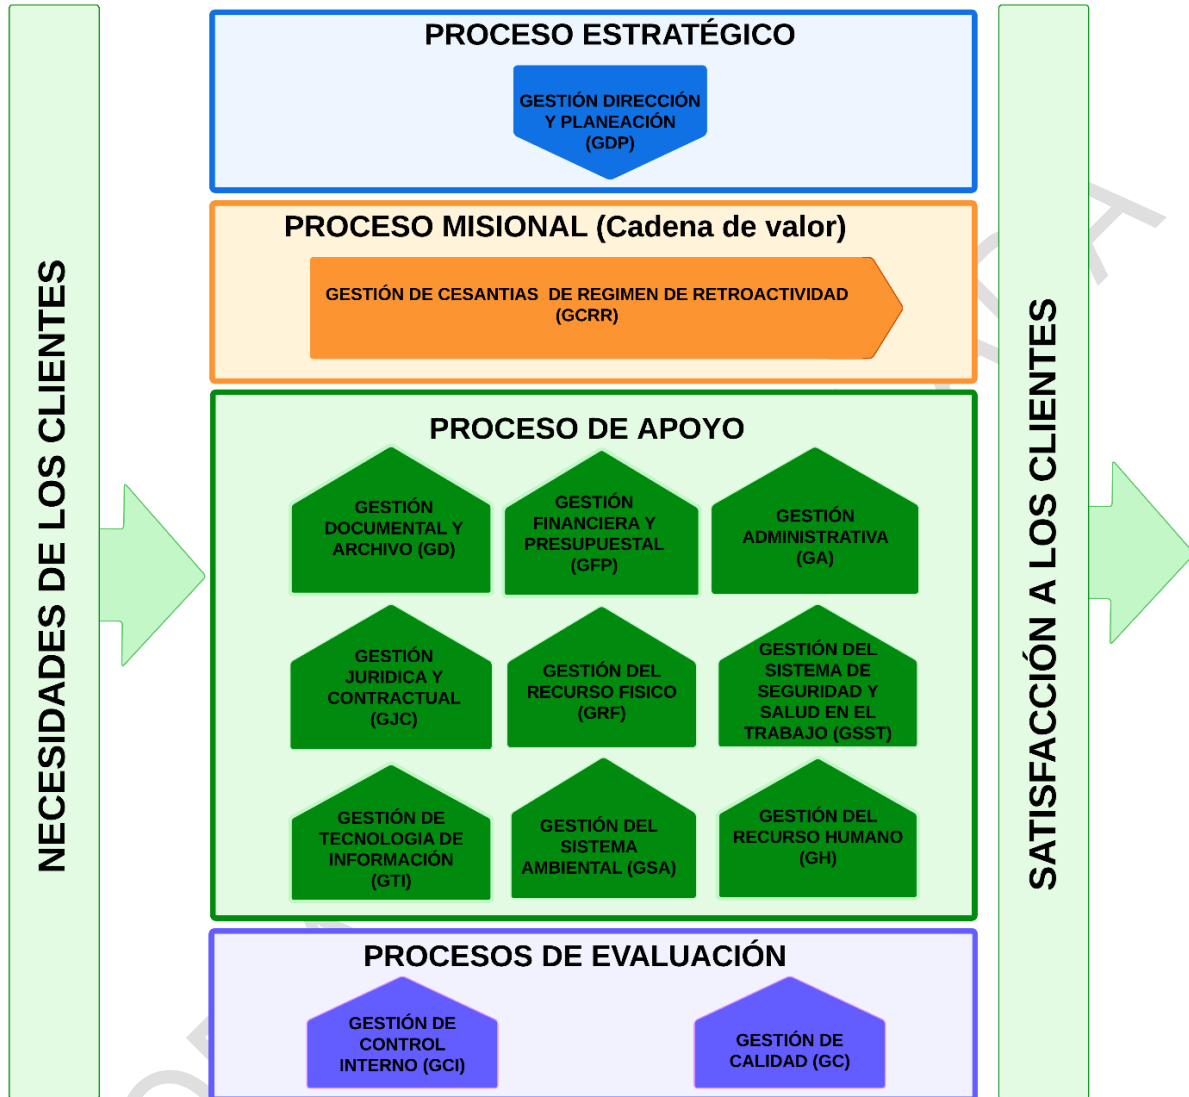 NECESIDADES DE LOS CLIENTES
PROCESO ESTRATÉGICO
GESTIÓN DIRECCIÓN
Y PLANEACIÓN
(GDP)
PROCESO MISIONAL (Cadena de valor)
GESTIÓN DE CESANTIAS DE REGIMEN DE RETROACTIVIDAD
(GCRR)
PROCESO DE APOYO
GESTIÓN
DOCUMENTAL Y
ARCHIVO (GD)
GESTIÓN
FINANCIERA Y
PRESUPUESTAL
(GFP)
GESTIÓN
ADMINISTRATIVA
(GA)
GESTIÓN
JURIDICA Y
CONTRACTUAL
(GJC)
GESTIÓN DEL
RECURSO FISICO
(GRF)
GESTIÓN DEL
SISTEMA DE
SEGURIDAD Y
SALUD EN EL
TRABAJO (GSST)
GESTIÓN DE
TECNOLOGIA DE
INFORMACIÓN
(GTI)
GESTIÓN DEL
SISTEMA
AMBIENTAL (GSA)
GESTIÓN DEL
RECURSO HUMANO
(GH)
PROCESOS DE EVALUACIÓN
GESTIÓN DE
CONTROL
INTERNO (GCI)
GESTIÓN DE
CALIDAD (GC)
SATISFACCIÓN A LOS CLIENTES